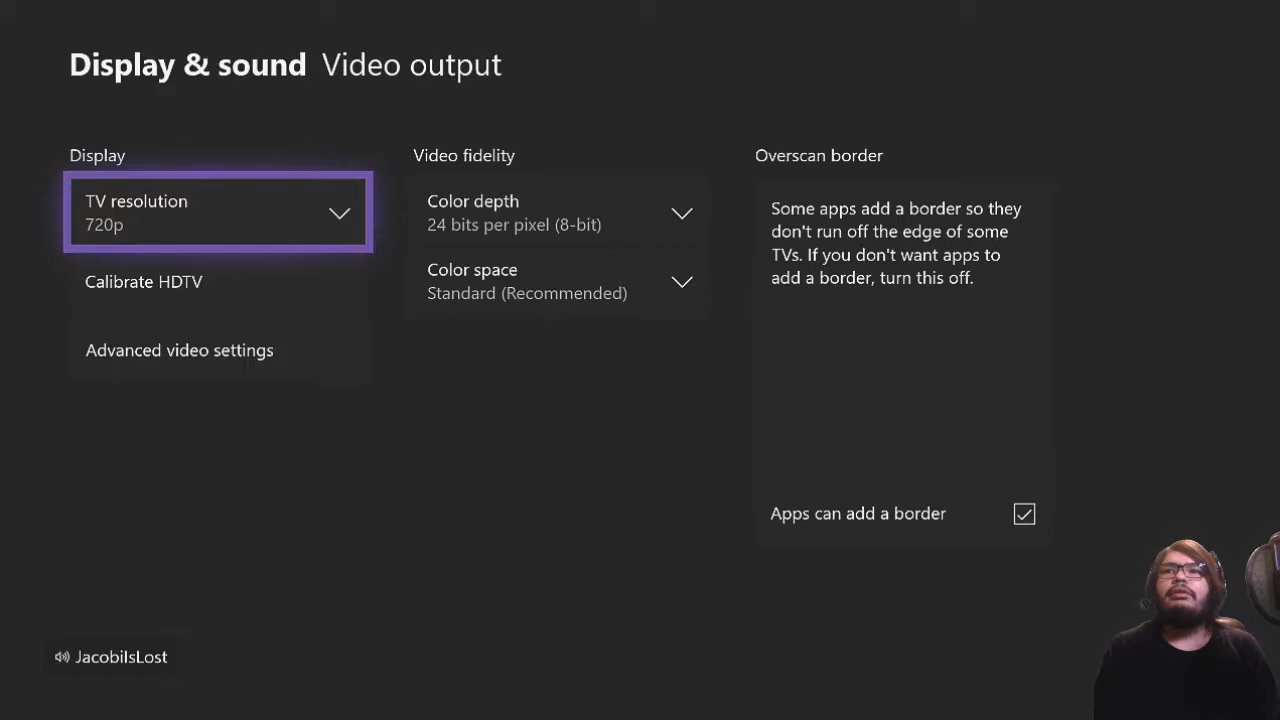 Display & sound Video output
Display
TV resolution
720p
Calibrate HDTV
Advanced video settings
Video fidelity
Color depth
24 bits per pixel (8-bit)
Color space
Standard (Recommended)
Overscan border
Some apps add a border so they
don't run off the edge of some
TVs. If you don't want apps to
add a border, turn this off.
Apps can add a border
JacobIsLost